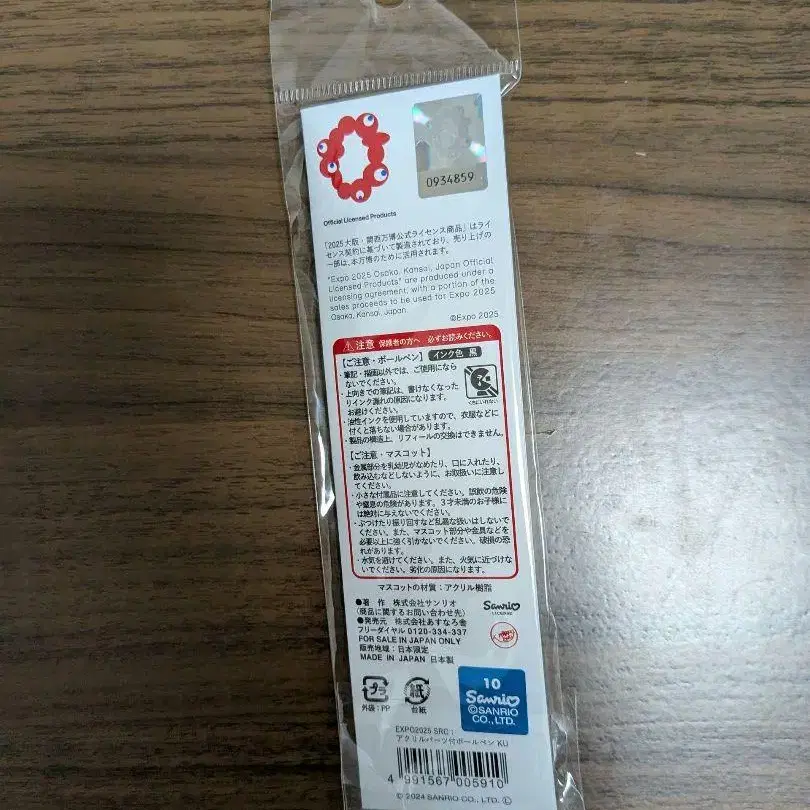 0934859
Official Licensed Products
「2025大阪・関西万博公式ライセンス商品」はライ
センス契約に基づいて製造されており、売り上げの
一部は、本万博のために活用されます。
"Expo 2025 Osaka, Kansai, Japan Official
Licensed Products" are produced under a
licensing agreement, with a portion of the
sales proceeds to be used for Expo 2025
Osaka, Kansai, Japan.
©Expo 2025
注意 保護者の方へ 必ずお読みください。
【ご注意・ボールペン】 インク色 黒
・筆記・描画以外では、ご使用になら
ないでください。
・上向きでの筆記は、書けなくなった
りインク漏れの原因になります。
お避けください。
・油性インクを使用していますので、衣服などに
付くと落ちない場合があります。
・製品の構造上、リフィールの交換はできません。
くちにいれない
【ご注意・マスコット】
・金属部分を乳幼児がなめたり、口に入れたり、
飲み込むなどしないように、お取扱いに注意し
てください。
・小さな付属品に注意してください。誤飲の危険
や窒息の危険があります。3才未満のお子様に
は絶対に与えないでください。
・ぶつけたり振り回すなど乱暴な扱いはしないで
ください。また、マスコット部分や金具などを
必要以上に強く引かないでください。破損の恐
れがあります。
・水気を避けてください。また、火気に近づけな
いでください。劣化の原因になります。
マスコットの材質：アクリル樹脂
●著 作 株式会社サンリオ
(商品に関するお問い合わせ先)
●発売元 株式会社あすなろ舎
フリーダイヤル 0120-334-337
FOR SALE IN JAPAN ONLY
販売地域：日本限定
MADE IN JAPAN 日本製
Sanrio
LICENSE
プラ
外袋：PP
紙
台紙
10
Sanrio
©SANRIO
CO., LTD.
EXPO2025 SRC：
アクリルパーツ付ボールペン KU
4 991567 005910
© 2024 SANRIO CO., LTD. Ⓛ